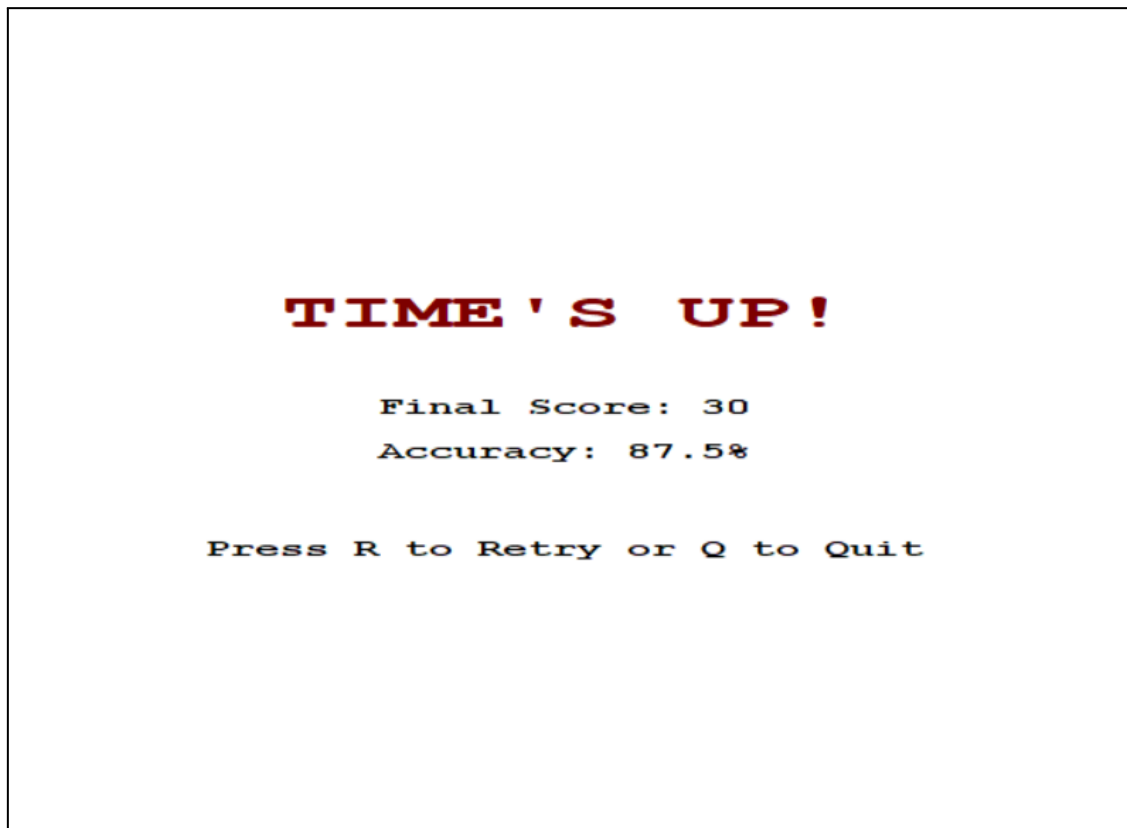 TIME'S UP!
Final Score: 30
Accuracy: 87.5%
Press R to Retry or Q to Quit